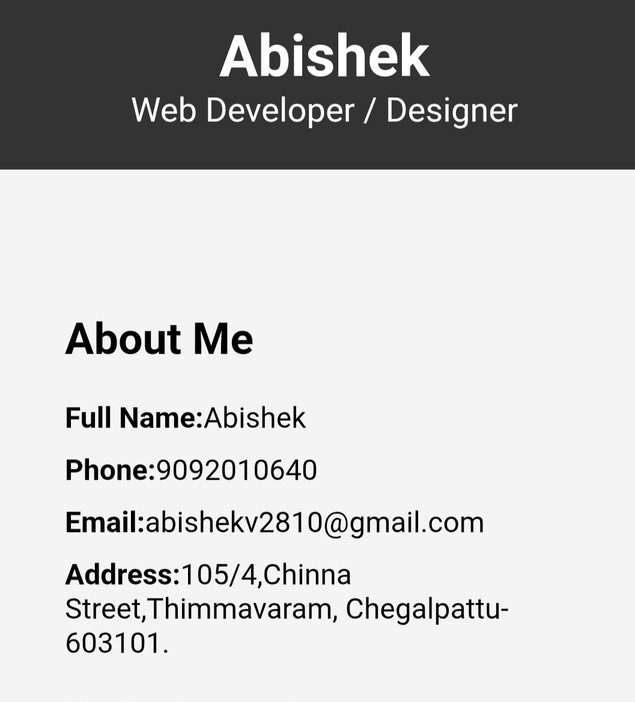 Abishek
Web Developer / Designer
About Me
Full Name:Abishek
Phone:9092010640
Email:abishekv2810@gmail.com
Address:105/4,Chinna
Street,Thimmavaram, Chegalpattu-
603101.